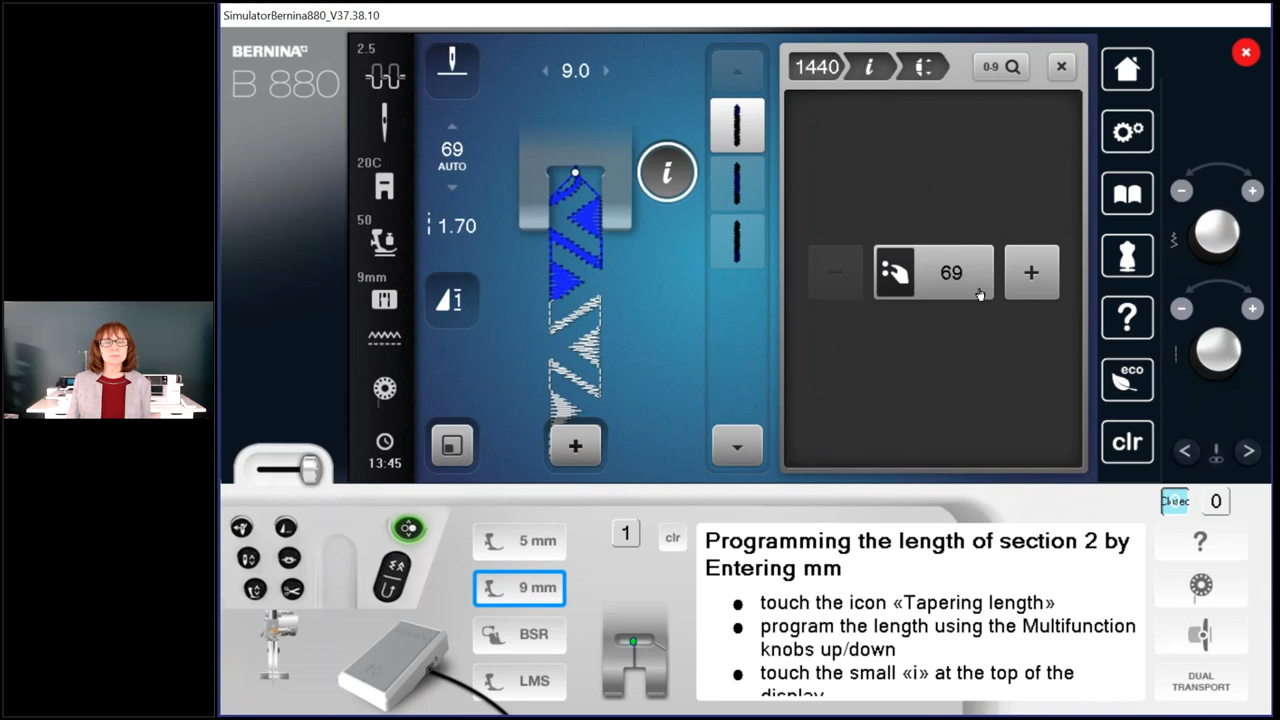 SimulatorBernina880_V37.38.10
BERNINA
B 880
2.5
20C
50
9mm
13:45
9.0
69
AUTO
1.70
1
i
1440
i
0-9
69
−
+
+
eco
?
clr
− +
− +
< >
5 mm
9 mm
BSR
LMS
1
clr
Programming the length of section 2 by
Entering mm
● touch the icon «Tapering length»
● program the length using the Multifunction
knobs up/down
● touch the small «i» at the top of the
display
0
?
DUAL
TRANSPORT